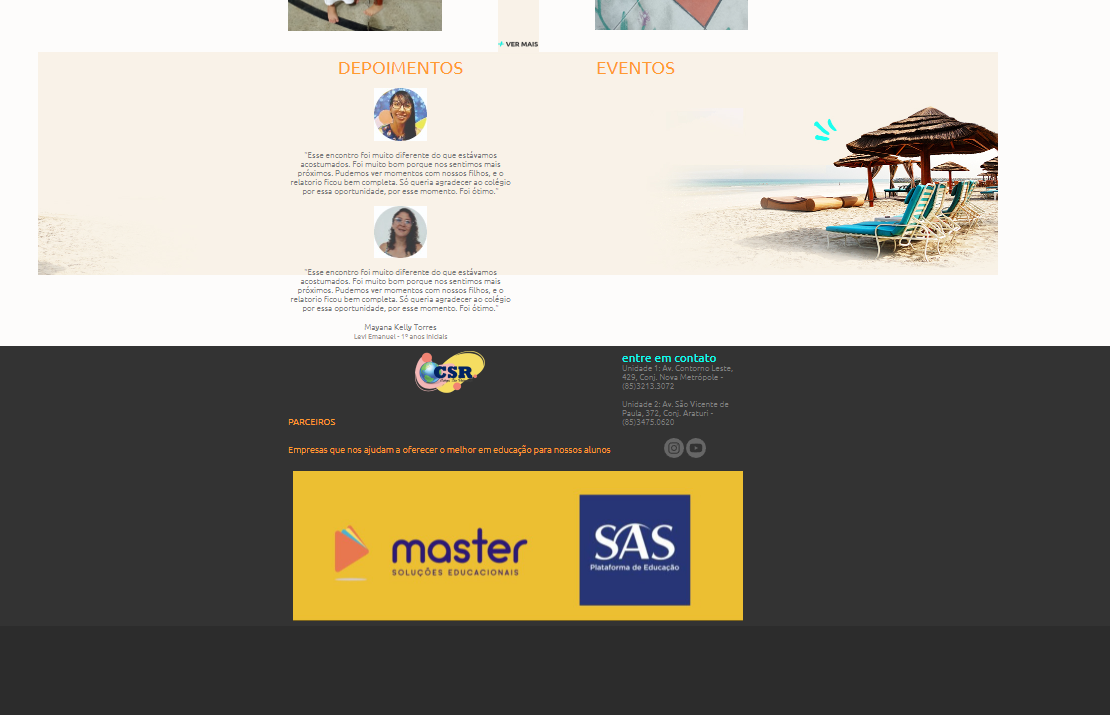 VER MAIS
DEPOIMENTOS
EVENTOS
"Esse encontro foi muito diferente do que estávamos
acostumados. Foi muito bom porque nos sentimos mais
próximos. Pudemos ver momentos com nossos filhos, e o
relatorio ficou bem completa. Só queria agradecer ao colégio
por essa oportunidade, por esse momento. Foi ótimo."
"Esse encontro foi muito diferente do que estávamos
acostumados. Foi muito bom porque nos sentimos mais
próximos. Pudemos ver momentos com nossos filhos, e o
relatorio ficou bem completa. Só queria agradecer ao colégio
por essa oportunidade, por esse momento. Foi ótimo."
Mayana Kelly Torres
Levi Emanuel - 1º anos Iniciais
CSR
entre em contato
Unidade 1: Av. Contorno Leste,
429, Conj. Nova Metrópole -
(85)3213.3072
Unidade 2: Av. São Vicente de
Paula, 372, Conj. Araturi -
(85)3475.0620
PARCEIROS
Empresas que nos ajudam a oferecer o melhor em educação para nossos alunos
master
SOLUÇÕES EDUCACIONAIS
SAS
Plataforma de Educação